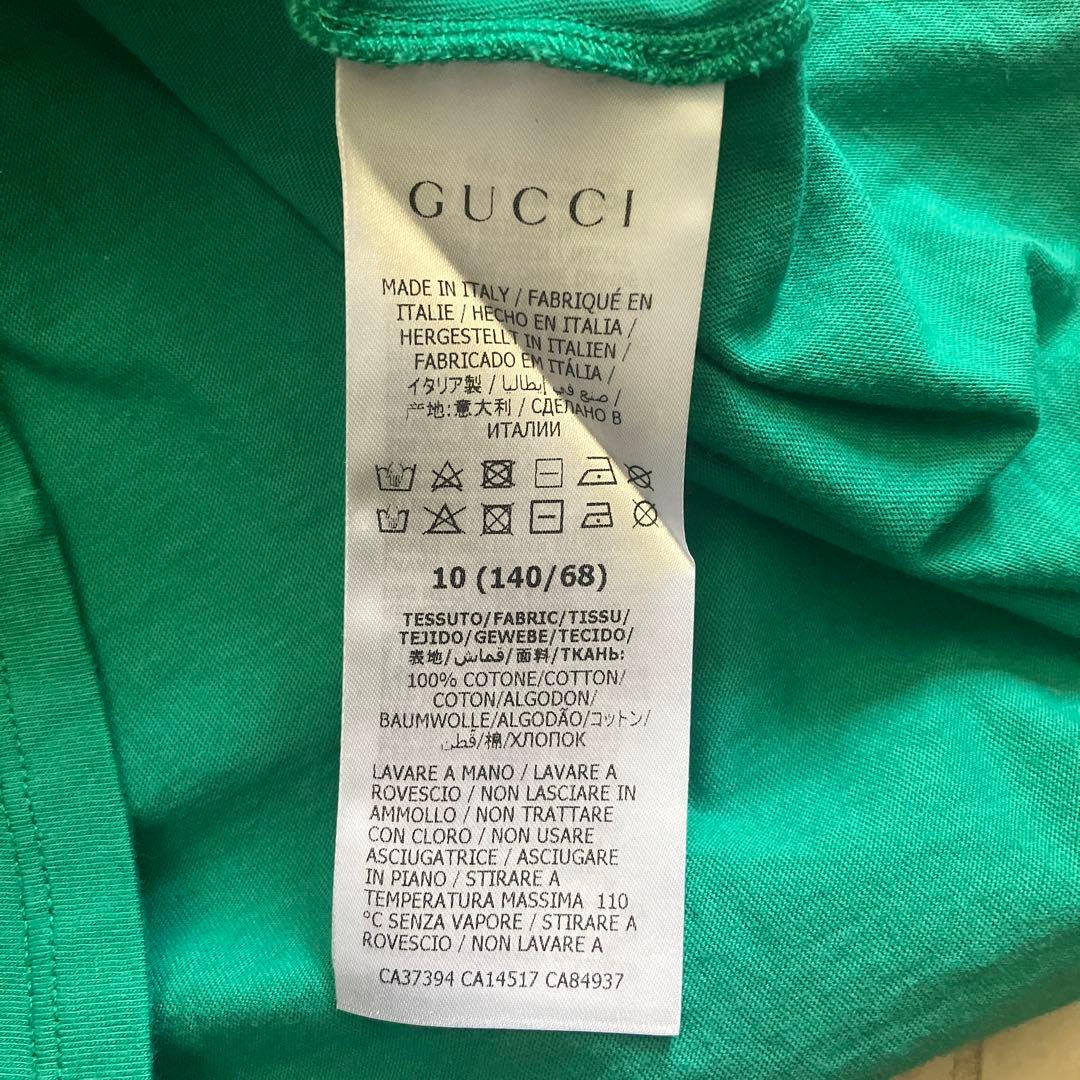 GUCCI
MADE IN ITALY / FABRIQUÉ EN
ITALIE / HECHO EN ITALIA /
HERGESTELLT IN ITALIEN /
FABRICADO EM ITÁLIA /
イタリア製 / صنع في إيطاليا /
产地:意大利 / СДЕЛАНО В
ИТАЛИИ
10 (140/68)
TESSUTO/FABRIC/TISSU/
TEJIDO/GEWEBE/TECIDO/
表地/قماش/面料/ТКАНЬ:
100% COTONE/COTTON/
COTON/ALGODON/
BAUMWOLLE/ALGODÃO/コットン/
قطن/棉/ХЛОПОК
LAVARE A MANO / LAVARE A
ROVESCIO / NON LASCIARE IN
AMMOLLO / NON TRATTARE
CON CLORO / NON USARE
ASCIUGATRICE / ASCIUGARE
IN PIANO / STIRARE A
TEMPERATURA MASSIMA 110
°C SENZA VAPORE / STIRARE A
ROVESCIO / NON LAVARE A
CA37394 CA14517 CA84937